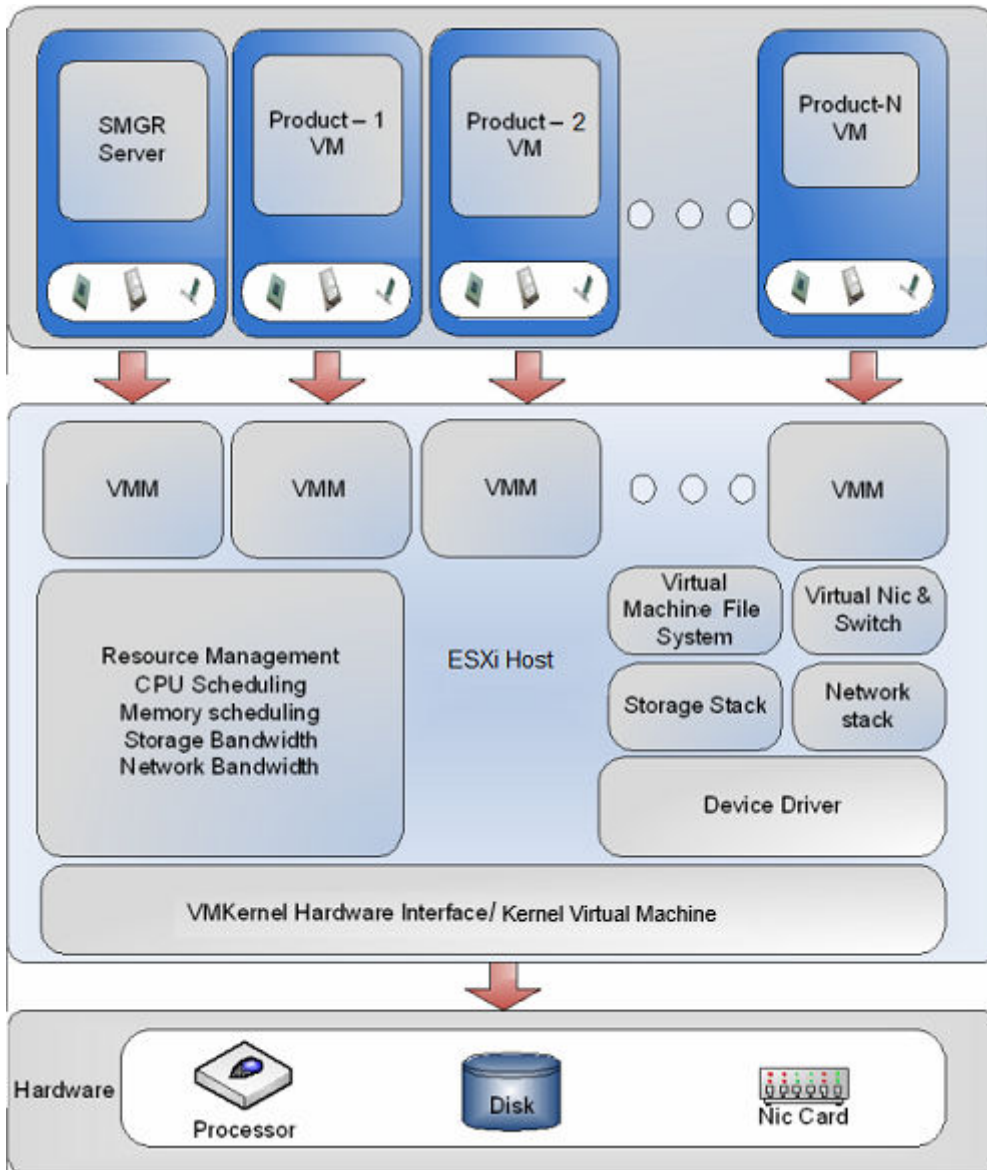 SMGR
Server
Product – 1
VM
Product – 2
VM
Product-N
VM
VMM
VMM
VMM
VMM
Resource Management
CPU Scheduling
Memory scheduling
Storage Bandwidth
Network Bandwidth
ESXi Host
Virtual
Machine File
System
Virtual Nic &
Switch
Storage Stack
Network
stack
Device Driver
VMKernel Hardware Interface/ Kernel Virtual Machine
Hardware
Processor
Disk
Nic Card